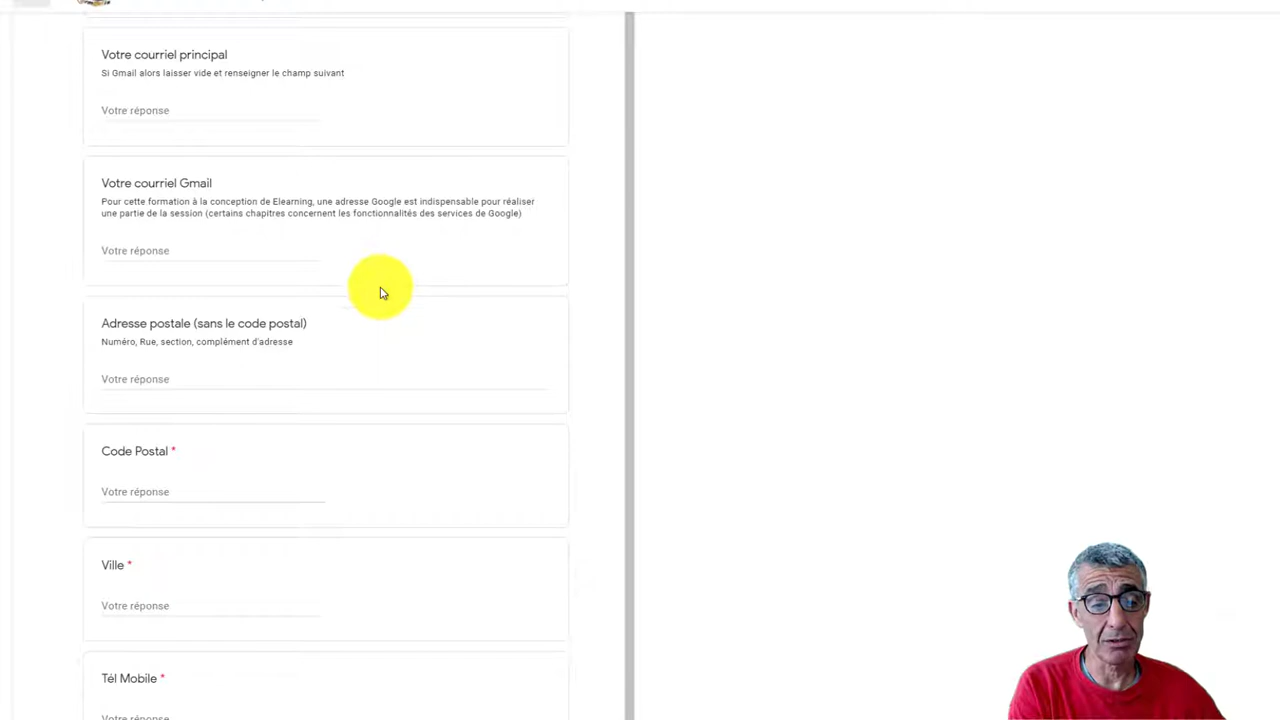 Votre courriel principal
Si Gmail alors laisser vide et renseigner le champ suivant
Votre réponse
Votre courriel Gmail
Pour cette formation à la conception de Elearning, une adresse Google est indispensable pour réaliser
une partie de la session (certains chapitres concernent les fonctionnalités des services de Google)
Votre réponse
Adresse postale (sans le code postal)
Numéro, Rue, section, complément d'adresse
Votre réponse
Code Postal *
Votre réponse
Ville *
Votre réponse
Tél Mobile *
Votre réponse